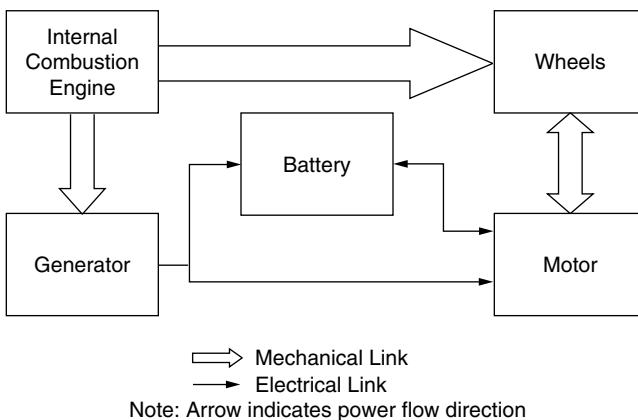 Internal
Combustion
Engine
Wheels
Battery
Generator
Motor
Mechanical Link
Electrical Link
Note: Arrow indicates power flow direction